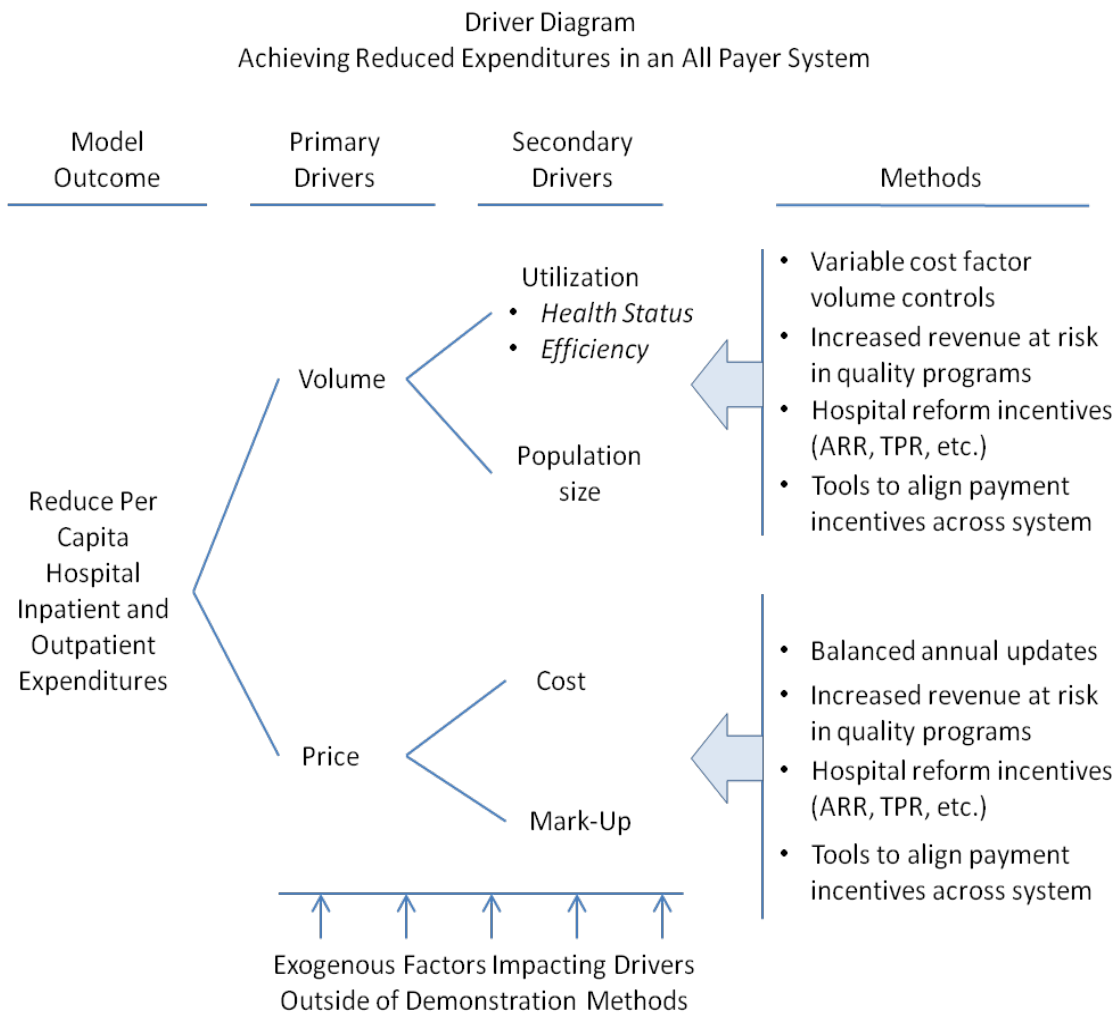 Driver Diagram
Achieving Reduced Expenditures in an All Payer System
Model
Outcome
Primary
Drivers
Secondary
Drivers
Methods
Reduce Per
Capita
Hospital
Inpatient and
Outpatient
Expenditures
Volume
Price
Utilization
• Health Status
• Efficiency
Population
size
Cost
Mark-Up
• Variable cost factor
volume controls
• Increased revenue at risk
in quality programs
• Hospital reform incentives
(ARR, TPR, etc.)
• Tools to align payment
incentives across system
• Balanced annual updates
• Increased revenue at risk
in quality programs
• Hospital reform incentives
(ARR, TPR, etc.)
• Tools to align payment
incentives across system
Exogenous Factors Impacting Drivers
Outside of Demonstration Methods